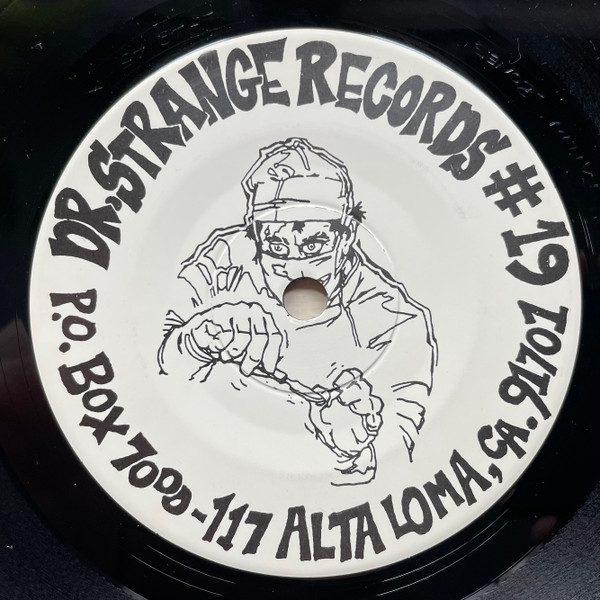 DR. STRANGE RECORDS #19
P.O. BOX 7000-117 ALTA LOMA, CA. 91701